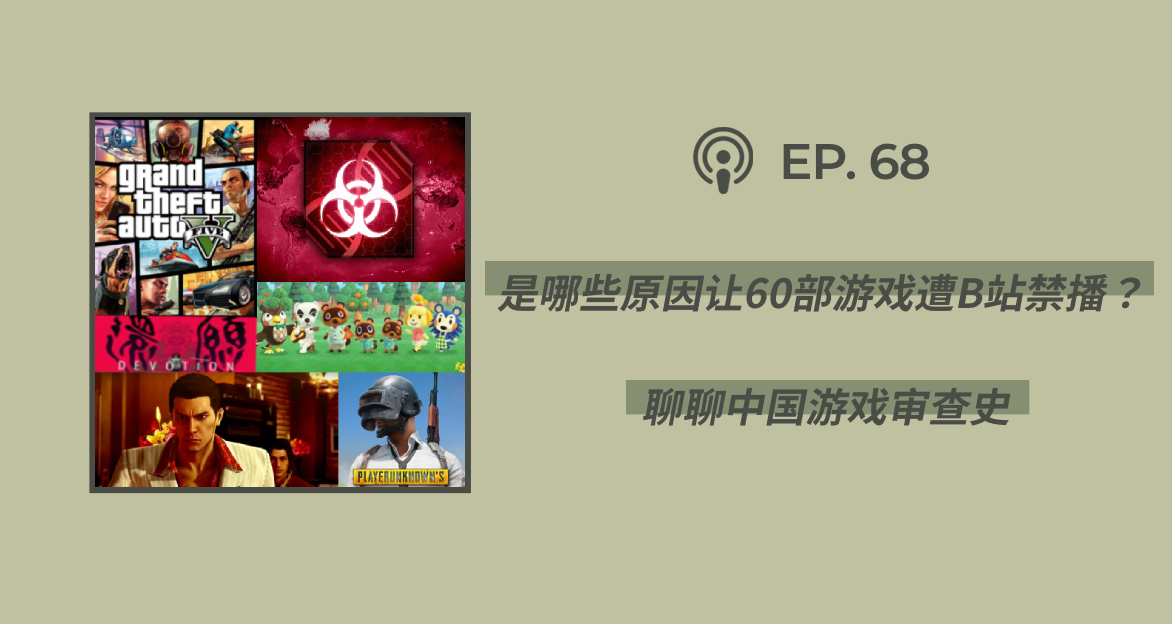 grand
theft
auto
FIVE
還願
DEVOTION
PLAYERUNKNOWN'S
EP. 68
是哪些原因让60部游戏遭B站禁播？
聊聊中国游戏审查史